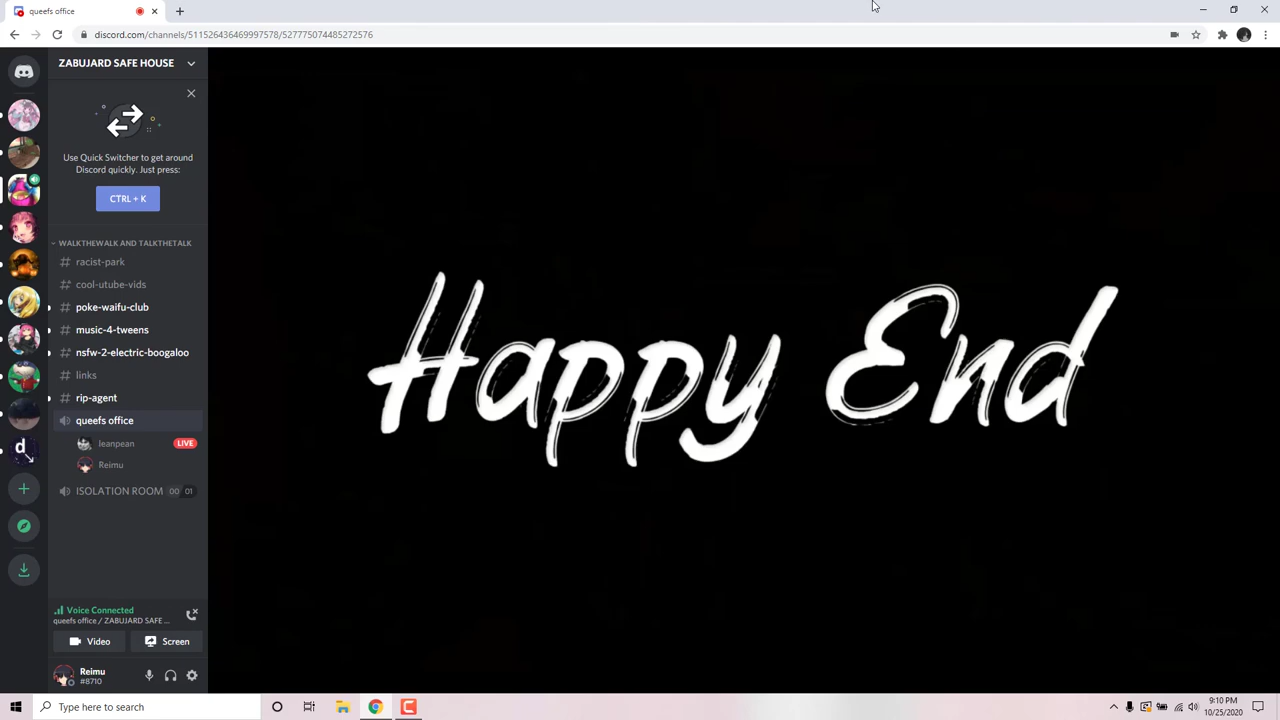 queefs office
discord.com/channels/511526436469997578/527775074485272576
ZABUJARD SAFE HOUSE
Use Quick Switcher to get around
Discord quickly. Just press:
CTRL + K
WALKTHEWALK AND TALKTHETALK
racist-park
cool-utube-vids
poke-waifu-club
music-4-tweens
nsfw-2-electric-boogaloo
links
rip-agent
queefs office
leanpean LIVE
Reimu
ISOLATION ROOM 00 01
Happy End
Voice Connected
queefs office / ZABUJARD SAFE ...
Video Screen
Reimu
#8710
d
Type here to search
9:10 PM
10/25/2020